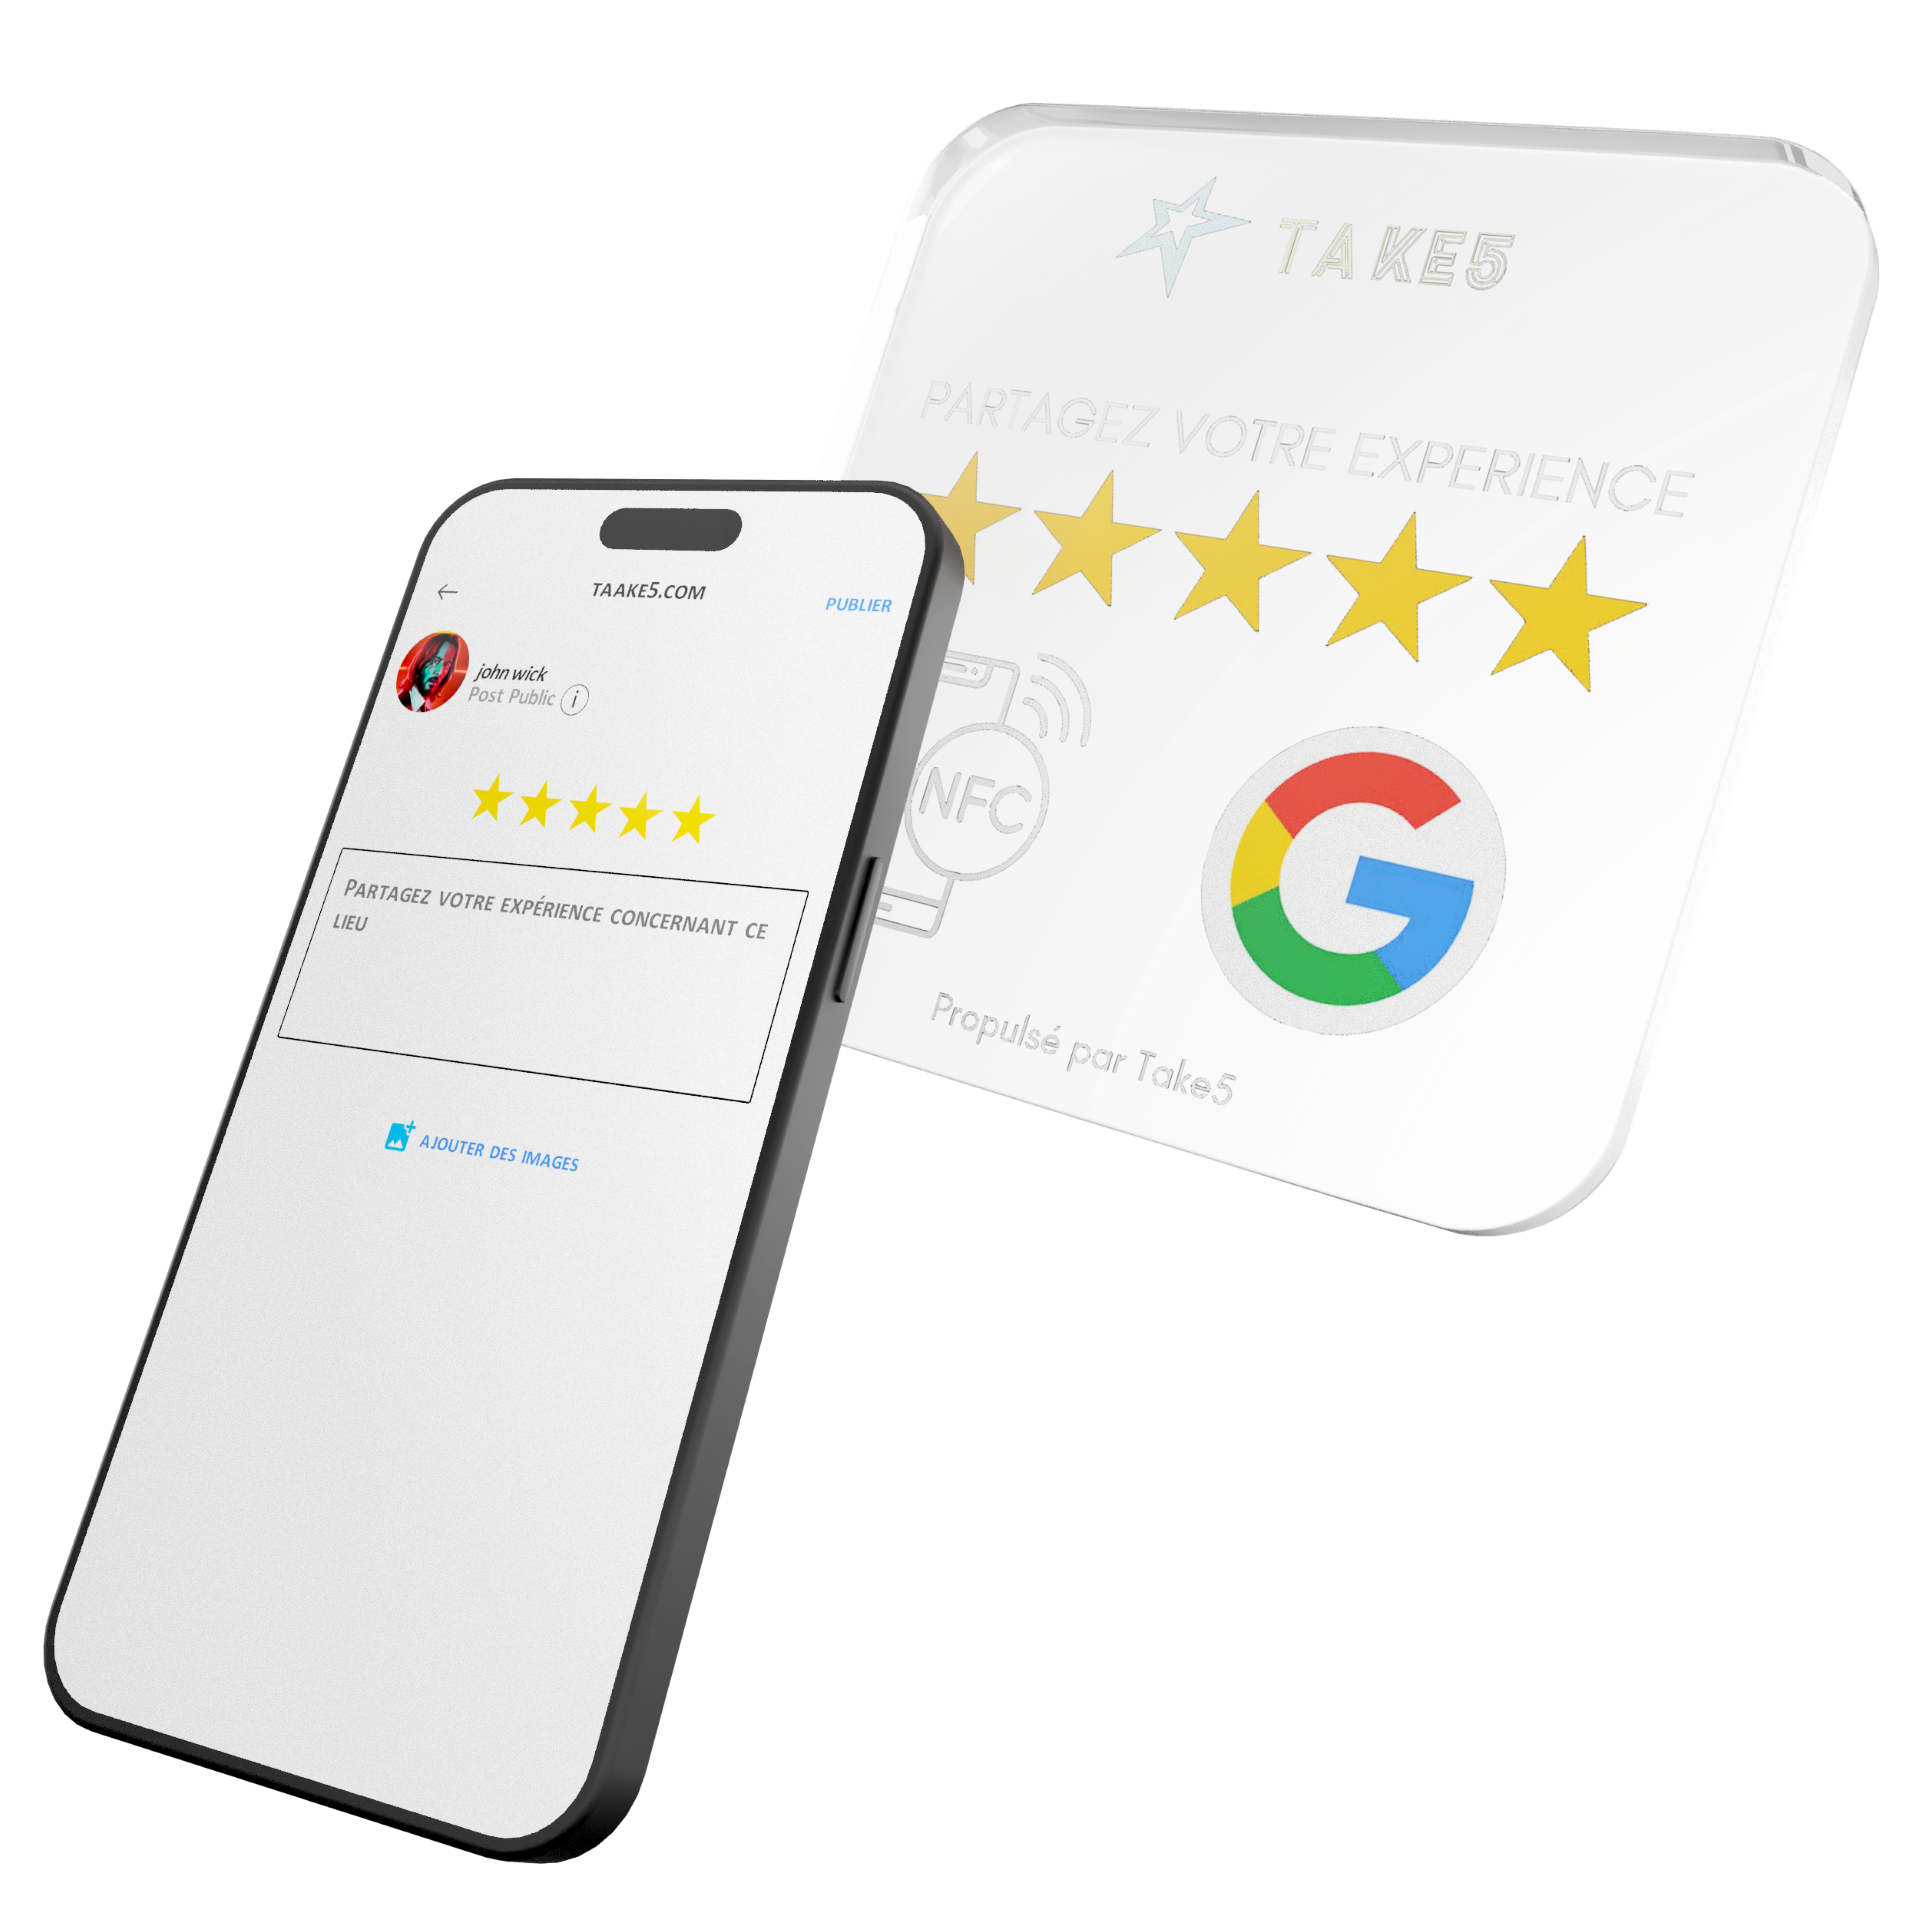 TAKE5
PARTAGEZ VOTRE EXPERIENCE
NFC
Propulsé par Take5
TAAKE5.COM
PUBLIER
john wick
Post Public i
PARTAGEZ VOTRE EXPÉRIENCE CONCERNANT CE
LIEU
AJOUTER DES IMAGES